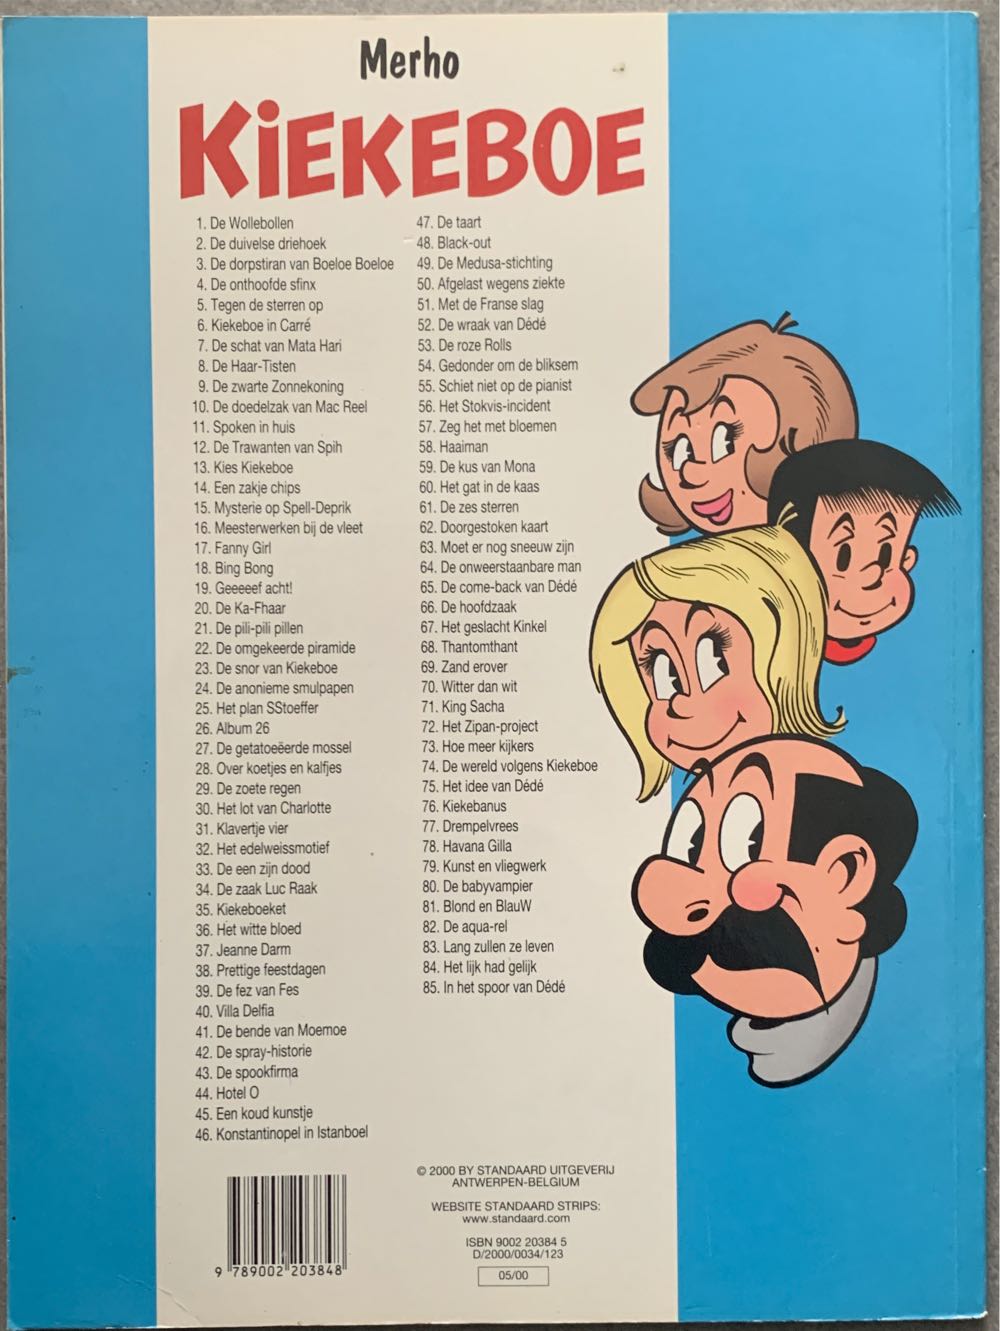 Merho
KiEKEBOE
1. De Wollebollen
2. De duivelse driehoek
3. De dorpstiran van Boeloe Boeloe
4. De onthoofde sfinx
5. Tegen de sterren op
6. Kiekeboe in Carré
7. De schat van Mata Hari
8. De Haar-Tisten
9. De zwarte Zonnekoning
10. De doedelzak van Mac Reel
11. Spoken in huis
12. De Trawanten van Spih
13. Kies Kiekeboe
14. Een zakje chips
15. Mysterie op Spell-Deprik
16. Meesterwerken bij de vleet
17. Fanny Girl
18. Bing Bong
19. Geeeeef acht!
20. De Ka-Fhaar
21. De pili-pili pillen
22. De omgekeerde piramide
23. De snor van Kiekeboe
24. De anonieme smulpapen
25. Het plan SStoeffer
26. Album 26
27. De getatoeëerde mossel
28. Over koetjes en kalfjes
29. De zoete regen
30. Het lot van Charlotte
31. Klavertje vier
32. Het edelweissmotief
33. De een zijn dood
34. De zaak Luc Raak
35. Kiekeboeket
36. Het witte bloed
37. Jeanne Darm
38. Prettige feestdagen
39. De fez van Fes
40. Villa Delfia
41. De bende van Moemoe
42. De spray-historie
43. De spookfirma
44. Hotel O
45. Een koud kunstje
46. Konstantinopel in Istanboel
47. De taart
48. Black-out
49. De Medusa-stichting
50. Afgelast wegens ziekte
51. Met de Franse slag
52. De wraak van Dédé
53. De roze Rolls
54. Gedonder om de bliksem
55. Schiet niet op de pianist
56. Het Stokvis-incident
57. Zeg het met bloemen
58. Haaiman
59. De kus van Mona
60. Het gat in de kaas
61. De zes sterren
62. Doorgestoken kaart
63. Moet er nog sneeuw zijn
64. De onweerstaanbare man
65. De come-back van Dédé
66. De hoofdzaak
67. Het geslacht Kinkel
68. Thantomthant
69. Zand erover
70. Witter dan wit
71. King Sacha
72. Het Zipan-project
73. Hoe meer kijkers
74. De wereld volgens Kiekeboe
75. Het idee van Dédé
76. Kiekebanus
77. Drempelvrees
78. Havana Gilla
79. Kunst en vliegwerk
80. De babyvampier
81. Blond en BlauW
82. De aqua-rel
83. Lang zullen ze leven
84. Het lijk had gelijk
85. In het spoor van Dédé
© 2000 BY STANDAARD UITGEVERIJ
ANTWERPEN-BELGIUM
WEBSITE STANDAARD STRIPS:
www.standaard.com
ISBN 9002 20384 5
D/2000/0034/123
05/00
9 789002 203848